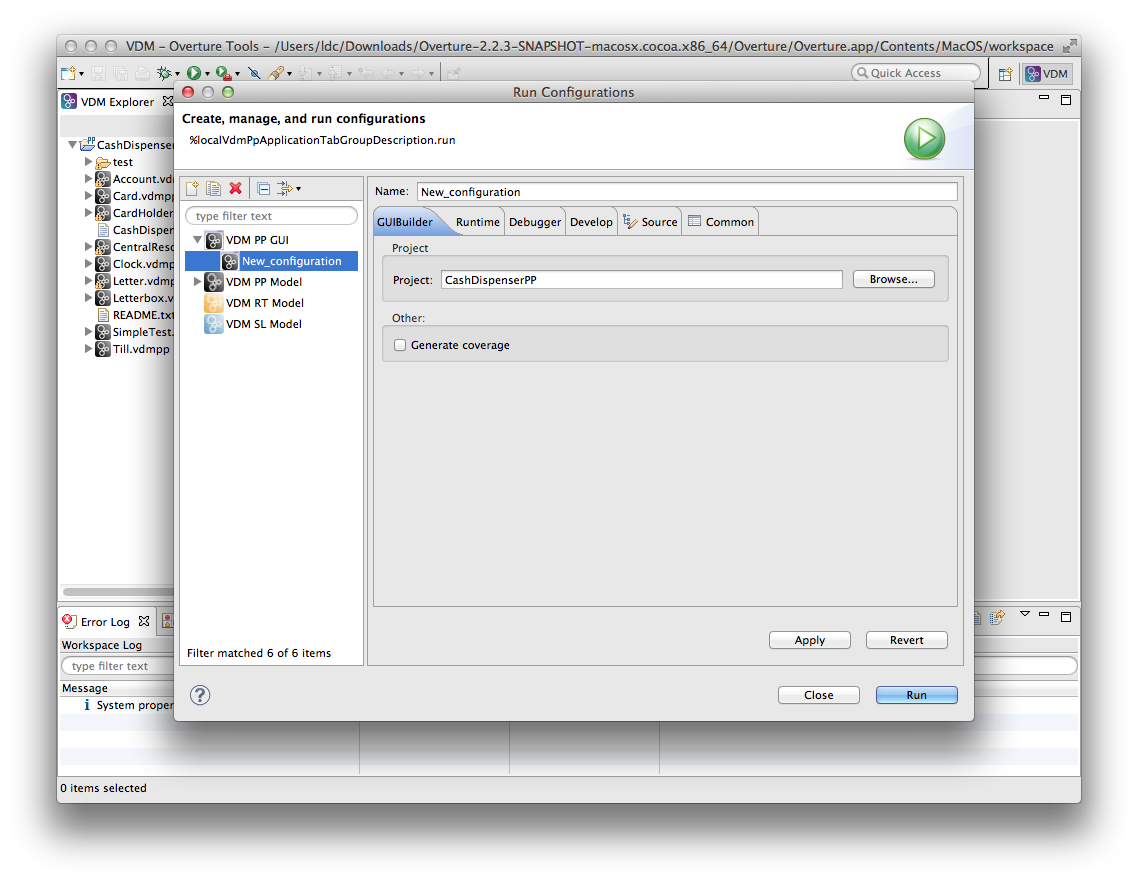 VDM – Overture Tools – /Users/ldc/Downloads/Overture-2.2.3-SNAPSHOT-macosx.cocoa.x86_64/Overture/Overture.app/Contents/MacOS/workspace
Quick Access
VDM
VDM Explorer
Run Configurations
Create, manage, and run configurations
%localVdmPpApplicationTabGroupDescription.run
CashDispenser
test
Account.vd
Card.vdmpp
CardHolder
CashDispen
CentralReso
Clock.vdmp
Letter.vdmp
Letterbox.v
README.txt
SimpleTest.
Till.vdmpp
type filter text
VDM PP GUI
New_configuration
VDM PP Model
VDM RT Model
VDM SL Model
Filter matched 6 of 6 items
Name: New_configuration
GUIBuilder Runtime Debugger Develop Source Common
Project
Project: CashDispenserPP Browse...
Other:
Generate coverage
Apply Revert
? Close Run
Error Log
Workspace Log
type filter text
Message
i System proper
0 items selected